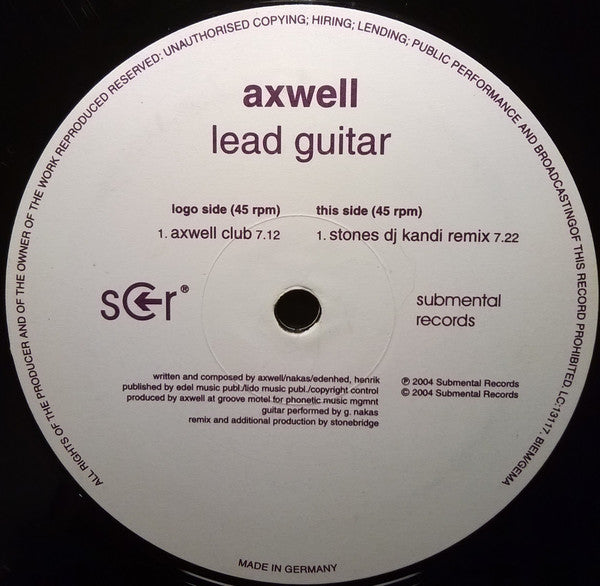 ALL RIGHTS OF THE PRODUCER AND OF THE OWNER OF THE WORK REPRODUCED RESERVED: UNAUTHORISED COPYING; HIRING; LENDING; PUBLIC PERFORMANCE AND BROADCASTINGOF THIS RECORD PROHIBITED. LC:13117. BIEM/GEMA
axwell
lead guitar
logo side (45 rpm)
1. axwell club 7.12
this side (45 rpm)
1. stones dj kandi remix 7.22
scr®
submental
records
written and composed by axwell/nakas/edenhed, henrik
published by edel music publ./lido music publ./copyright control
produced by axwell at groove motel for phonetic music mgmnt
guitar performed by g. nakas
remix and additional production by stonebridge
℗ 2004 Submental Records
© 2004 Submental Records
MADE IN GERMANY